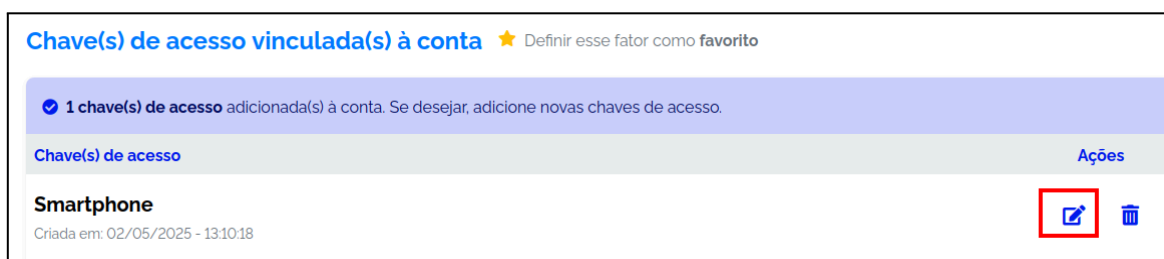 Chave(s) de acesso vinculada(s) à conta Definir esse fator como favorito
1 chave(s) de acesso adicionada(s) à conta. Se desejar, adicione novas chaves de acesso.
Chave(s) de acesso Ações
Smartphone
Criada em: 02/05/2025 - 13:10:18